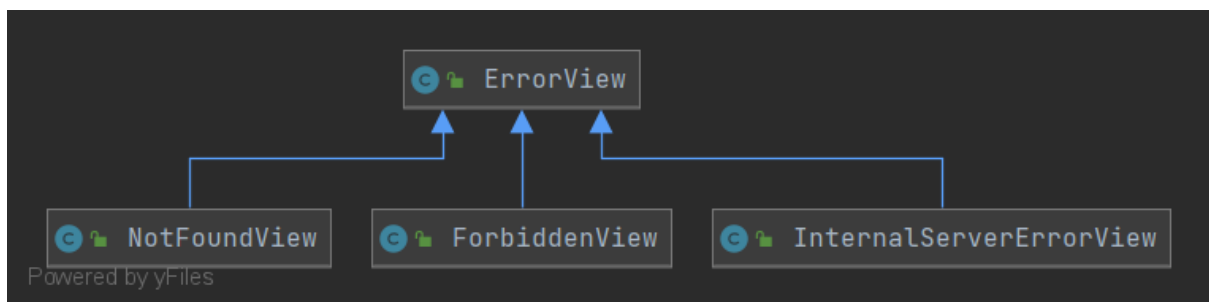 ErrorView
NotFoundView
ForbiddenView
InternalServerErrorView
Powered by yFiles